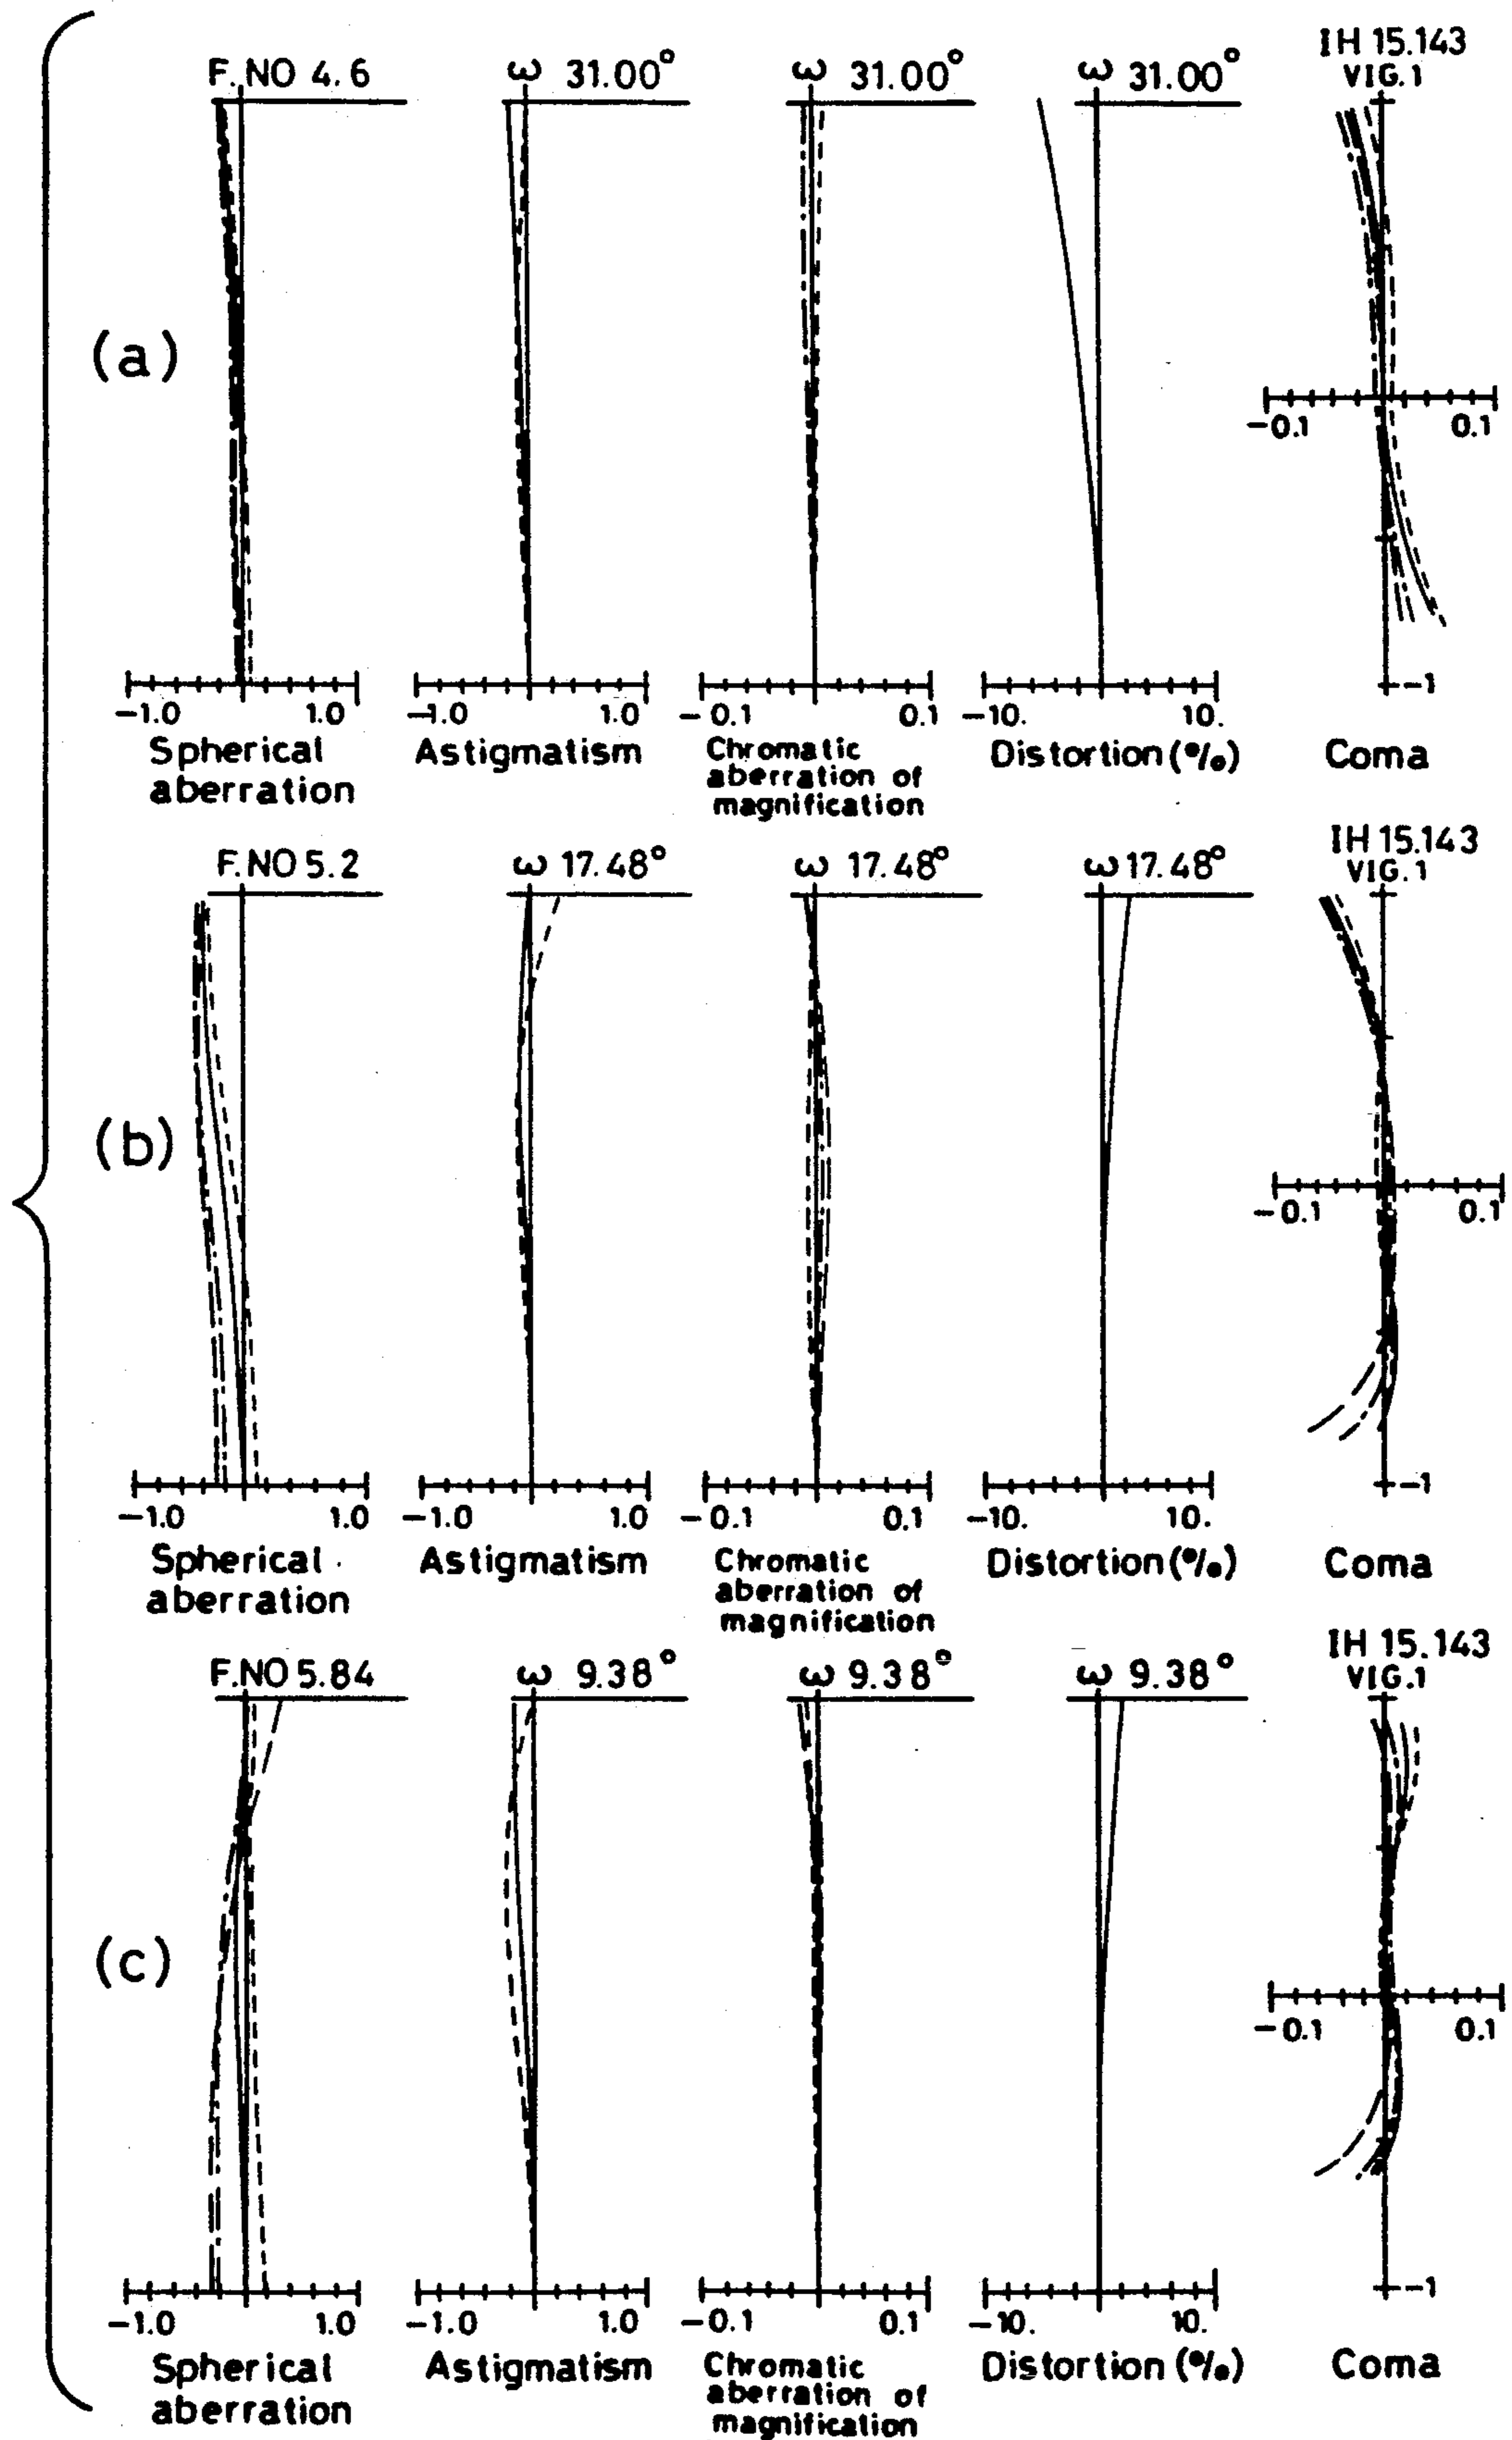 (a)
F.NO 4.6
ω 31.00°
ω 31.00°
ω 31.00°
IH 15.143
VIG.1
-1.0 1.0
-1.0 1.0
-0.1 0.1
-10. 10.
-0.1 0.1
-1
Spherical
aberration
Astigmatism
Chromatic
aberration of
magnification
Distortion (%)
Coma
(b)
F.NO 5.2
ω 17.48°
ω 17.48°
ω 17.48°
IH 15.143
VIG.1
-1.0 1.0
-1.0 1.0
-0.1 0.1
-10. 10.
-0.1 0.1
-1
Spherical
aberration
Astigmatism
Chromatic
aberration of
magnification
Distortion (%)
Coma
(c)
F.NO 5.84
ω 9.38°
ω 9.38°
ω 9.38°
IH 15.143
VIG.1
-1.0 1.0
-1.0 1.0
-0.1 0.1
-10. 10.
-0.1 0.1
-1
Spherical
aberration
Astigmatism
Chromatic
aberration of
magnification
Distortion (%)
Coma